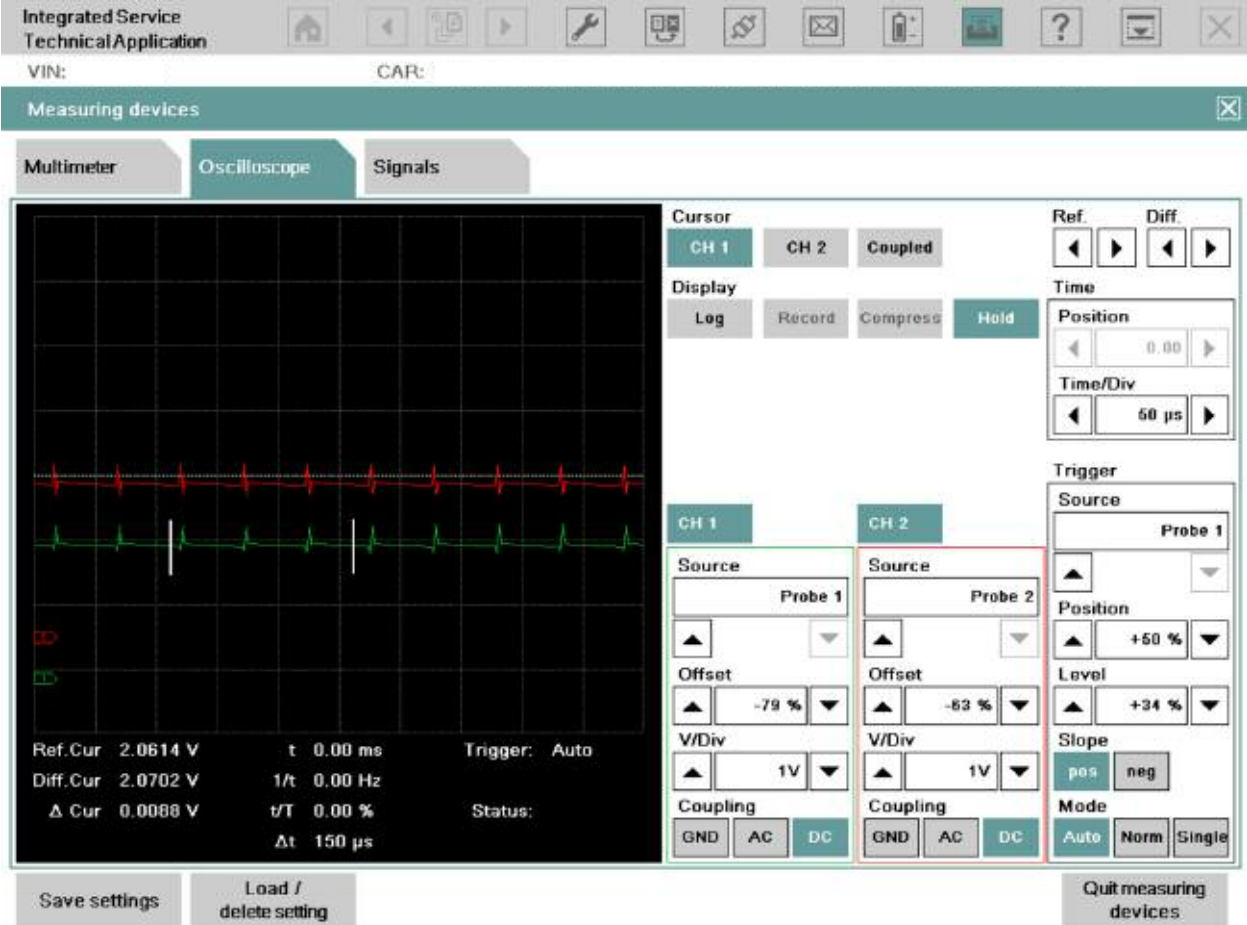 Integrated Service
Technical Application
?
VIN:
CAR:
Measuring devices
Multimeter
Oscilloscope
Signals
Cursor
CH 1
CH 2
Coupled
Display
Log
Record
Compress
Hold
Ref.
Diff.
Time
Position
0.00
Time/Div
50 µs
Ref.Cur 2.0614 V
Diff.Cur 2.0702 V
Δ Cur 0.0088 V
t 0.00 ms
1/t 0.00 Hz
t/T 0.00 %
Δt 150 µs
Trigger: Auto
Status:
CH 1
Source
Probe 1
Offset
-79 %
V/Div
1V
Coupling
GND
AC
DC
CH 2
Source
Probe 2
Offset
-63 %
V/Div
1V
Coupling
GND
AC
DC
Trigger
Source
Probe 1
Position
+50 %
Level
+34 %
Slope
pos
neg
Mode
Auto
Norm
Single
Save settings
Load /
delete setting
Quit measuring
devices